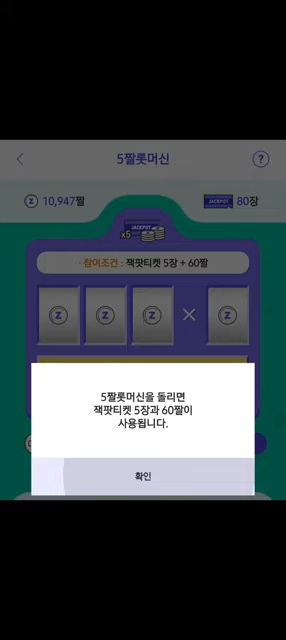 5짤롯머신
?
Z 10,947짤
JACKPOT 80장
JACKPOT
x5
· 참여조건 : 잭팟티켓 5장 + 60짤
Z Z Z × Z
5짤롯머신을 돌리면
잭팟티켓 5장과 60짤이
사용됩니다.
확인